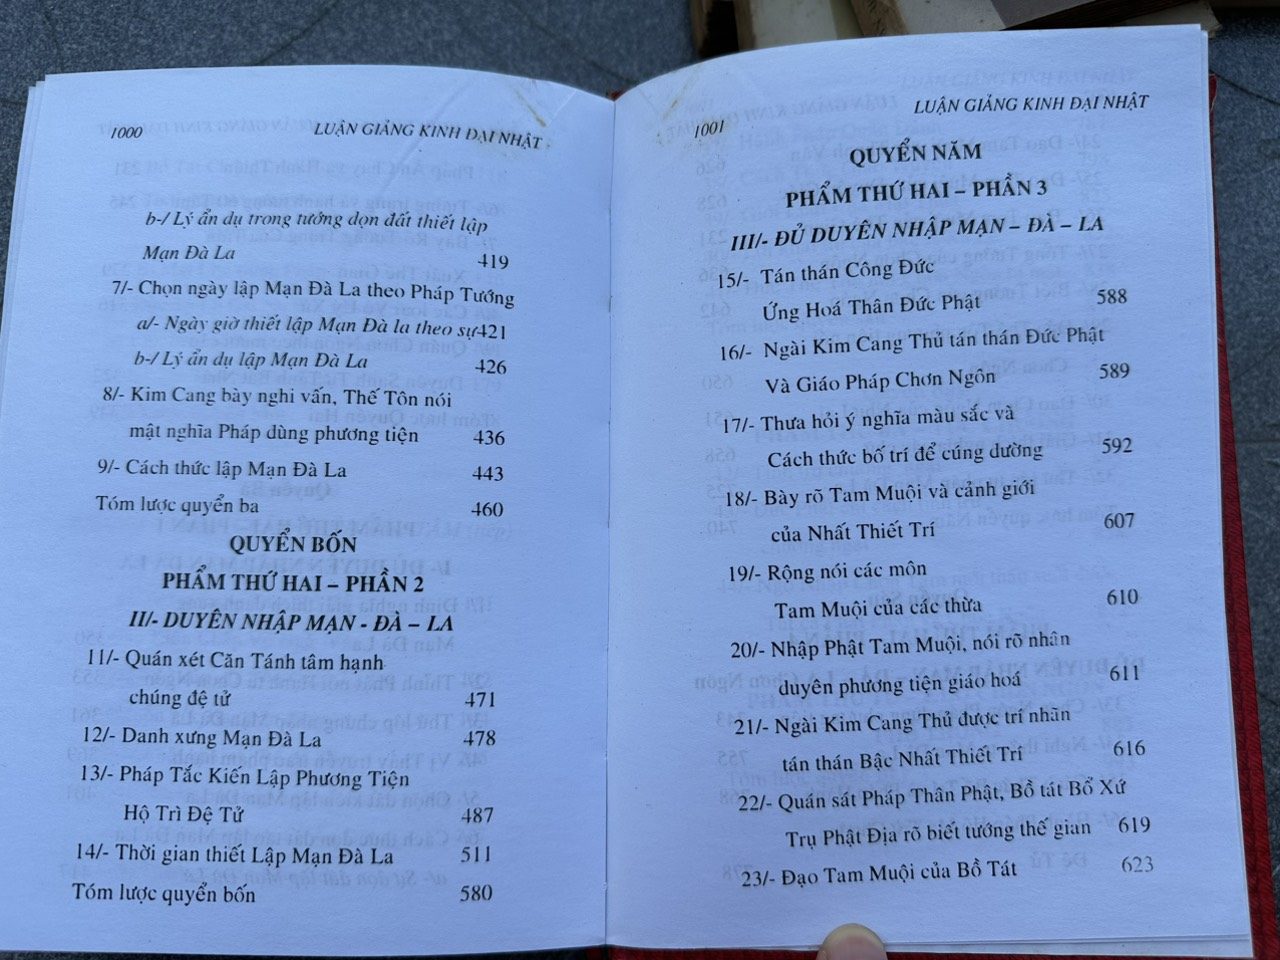 1000 LUẬN GIẢNG KINH ĐẠI NHẬT
b-/ Lý ẩn dụ trong tướng dọn đất thiết lập
Mạn Đà La 419
7/- Chọn ngày lập Mạn Đà La theo Pháp Tướng
a/- Ngày giờ thiết lập Mạn Đà la theo sự 421
b-/ Lý ẩn dụ lập Mạn Đà La 426
8/- Kim Cang bày nghi vấn, Thế Tôn nói
mật nghĩa Pháp dùng phương tiện 436
9/- Cách thức lập Mạn Đà La 443
Tóm lược quyển ba 460
QUYỂN BỐN
PHẨM THỨ HAI – PHẦN 2
II/- DUYÊN NHẬP MẠN - ĐÀ – LA
11/- Quán xét Căn Tánh tâm hạnh
chúng đệ tử 471
12/- Danh xưng Mạn Đà La 478
13/- Pháp Tắc Kiến Lập Phương Tiện
Hộ Trì Đệ Tử 487
14/- Thời gian thiết Lập Mạn Đà La 511
Tóm lược quyển bốn 580
1001 LUẬN GIẢNG KINH ĐẠI NHẬT
QUYỂN NĂM
PHẨM THỨ HAI – PHẦN 3
III/- ĐỦ DUYÊN NHẬP MẠN – ĐÀ – LA
15/- Tán thán Công Đức
Ứng Hoá Thân Đức Phật 588
16/- Ngài Kim Cang Thủ tán thán Đức Phật
Và Giáo Pháp Chơn Ngôn 589
17/- Thưa hỏi ý nghĩa màu sắc và
Cách thức bố trí để cúng dường 592
18/- Bày rõ Tam Muội và cảnh giới
của Nhất Thiết Trí 607
19/- Rộng nói các môn
Tam Muội của các thừa 610
20/- Nhập Phật Tam Muội, nói rõ nhân
duyên phương tiện giáo hoá 611
21/- Ngài Kim Cang Thủ được trí nhãn
tán thán Bậc Nhất Thiết Trí 616
22/- Quán sát Pháp Thân Phật, Bồ tát Bổ Xứ
Trụ Phật Địa rõ biết tướng thế gian 619
23/- Đạo Tam Muội của Bồ Tát 623